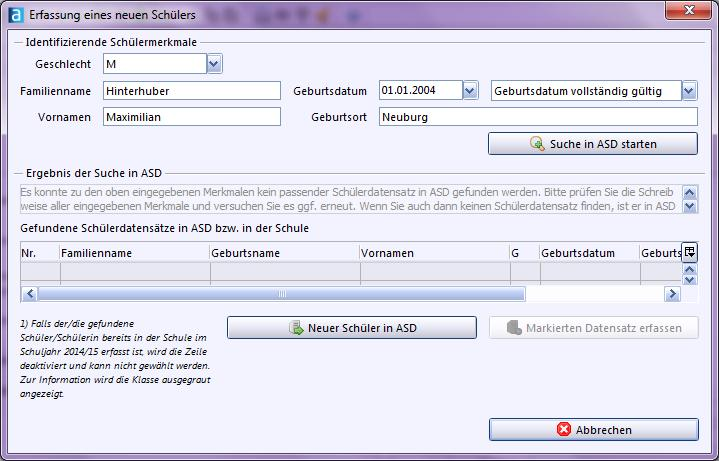 a Erfassung eines neuen Schülers
Identifizierende Schülermerkmale
Geschlecht M
Familienname Hinterhuber Geburtsdatum 01.01.2004 Geburtsdatum vollständig gültig
Vornamen Maximilian Geburtsort Neuburg
Suche in ASD starten
Ergebnis der Suche in ASD
Es konnte zu den oben eingegebenen Merkmalen kein passender Schülerdatensatz in ASD gefunden werden. Bitte prüfen Sie die Schreib
weise aller eingegebenen Merkmale und versuchen Sie es ggf. erneut. Wenn Sie auch dann keinen Schülerdatensatz finden, ist er in ASD
Gefundene Schülerdatensätze in ASD bzw. in der Schule
Nr. Familienname Geburtsname Vornamen G Geburtsdatum Geburts
1) Falls der/die gefundene
Schüler/Schülerin bereits in der Schule im
Schuljahr 2014/15 erfasst ist, wird die Zeile
deaktiviert und kann nicht gewählt werden.
Zur Information wird die Klasse ausgegraut
angezeigt.
Neuer Schüler in ASD
Markierten Datensatz erfassen
Abbrechen